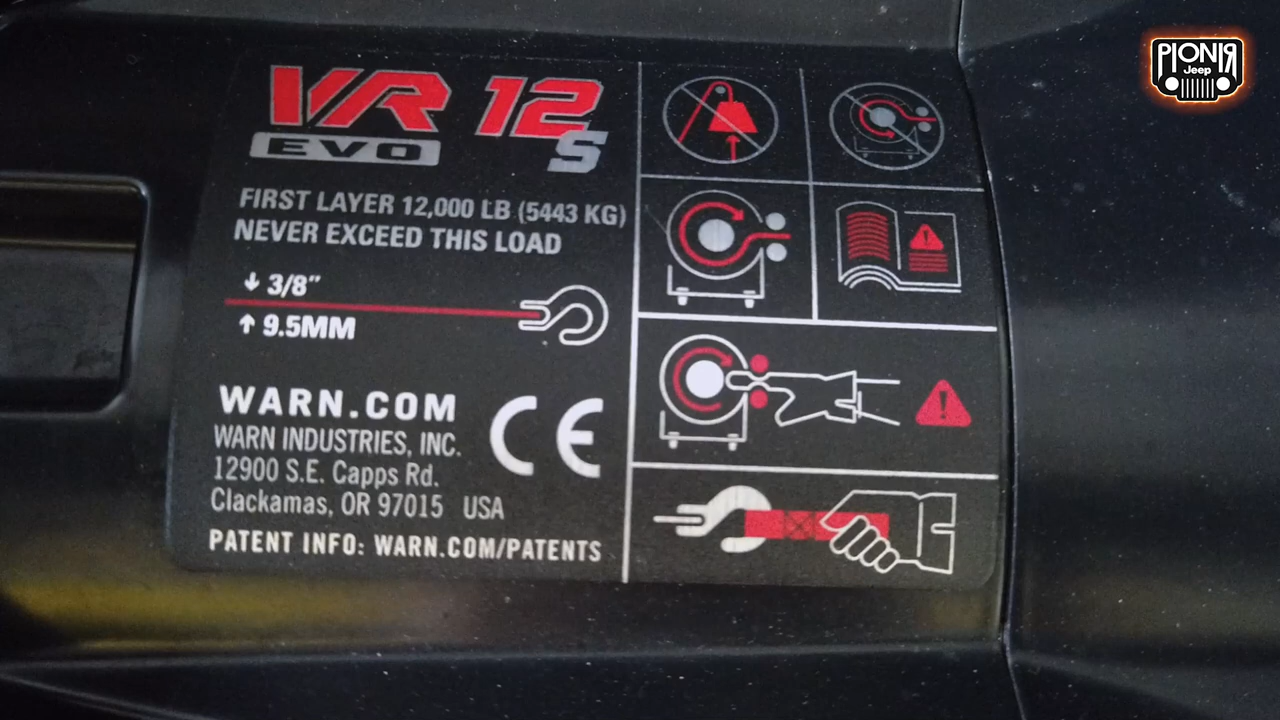 VR 12
EVO S
FIRST LAYER 12,000 LB (5443 KG)
NEVER EXCEED THIS LOAD
↓ 3/8"
↑ 9.5MM
WARN.COM
WARN INDUSTRIES, INC.
12900 S.E. Capps Rd.
Clackamas, OR 97015 USA
PATENT INFO: WARN.COM/PATENTS
CE
!
!
PIONIR
Jeep